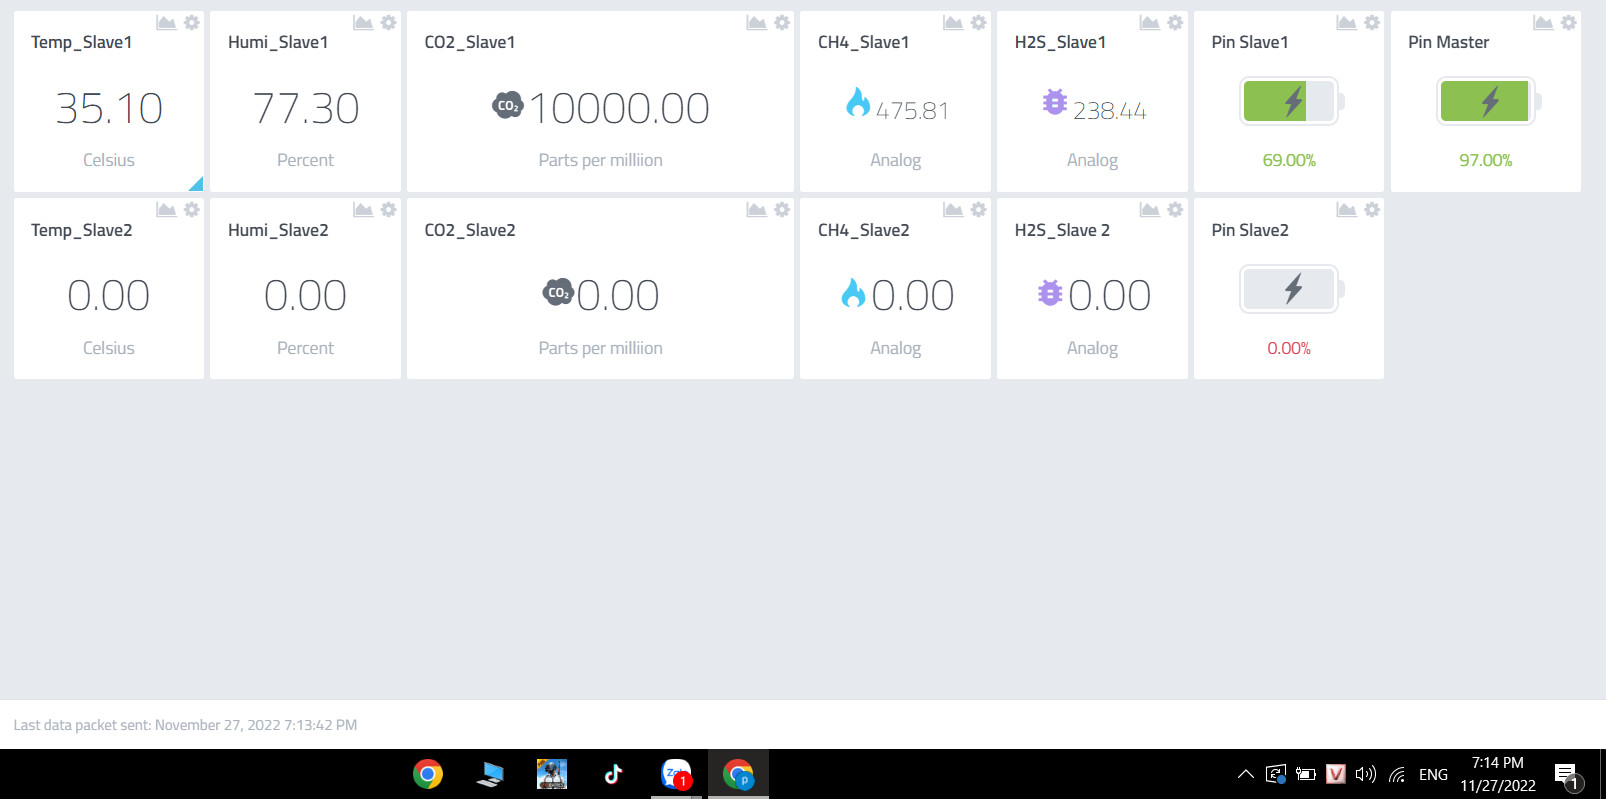 Temp_Slave1
35.10
Celsius
Humi_Slave1
77.30
Percent
CO2_Slave1
CO₂ 10000.00
Parts per milliion
CH4_Slave1
475.81
Analog
H2S_Slave1
238.44
Analog
Pin Slave1
69.00%
Pin Master
97.00%
Temp_Slave2
0.00
Celsius
Humi_Slave2
0.00
Percent
CO2_Slave2
CO₂ 0.00
Parts per milliion
CH4_Slave2
0.00
Analog
H2S_Slave 2
0.00
Analog
Pin Slave2
0.00%
Last data packet sent: November 27, 2022 7:13:42 PM
1
p
V
ENG
7:14 PM
11/27/2022
1